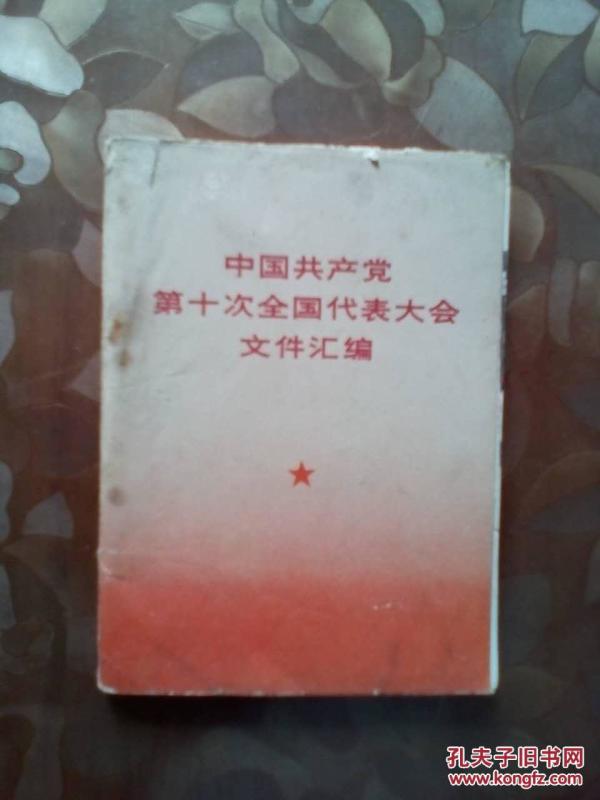 中国共产党
第十次全国代表大会
文件汇编
孔夫子旧书网
www.kongfz.com